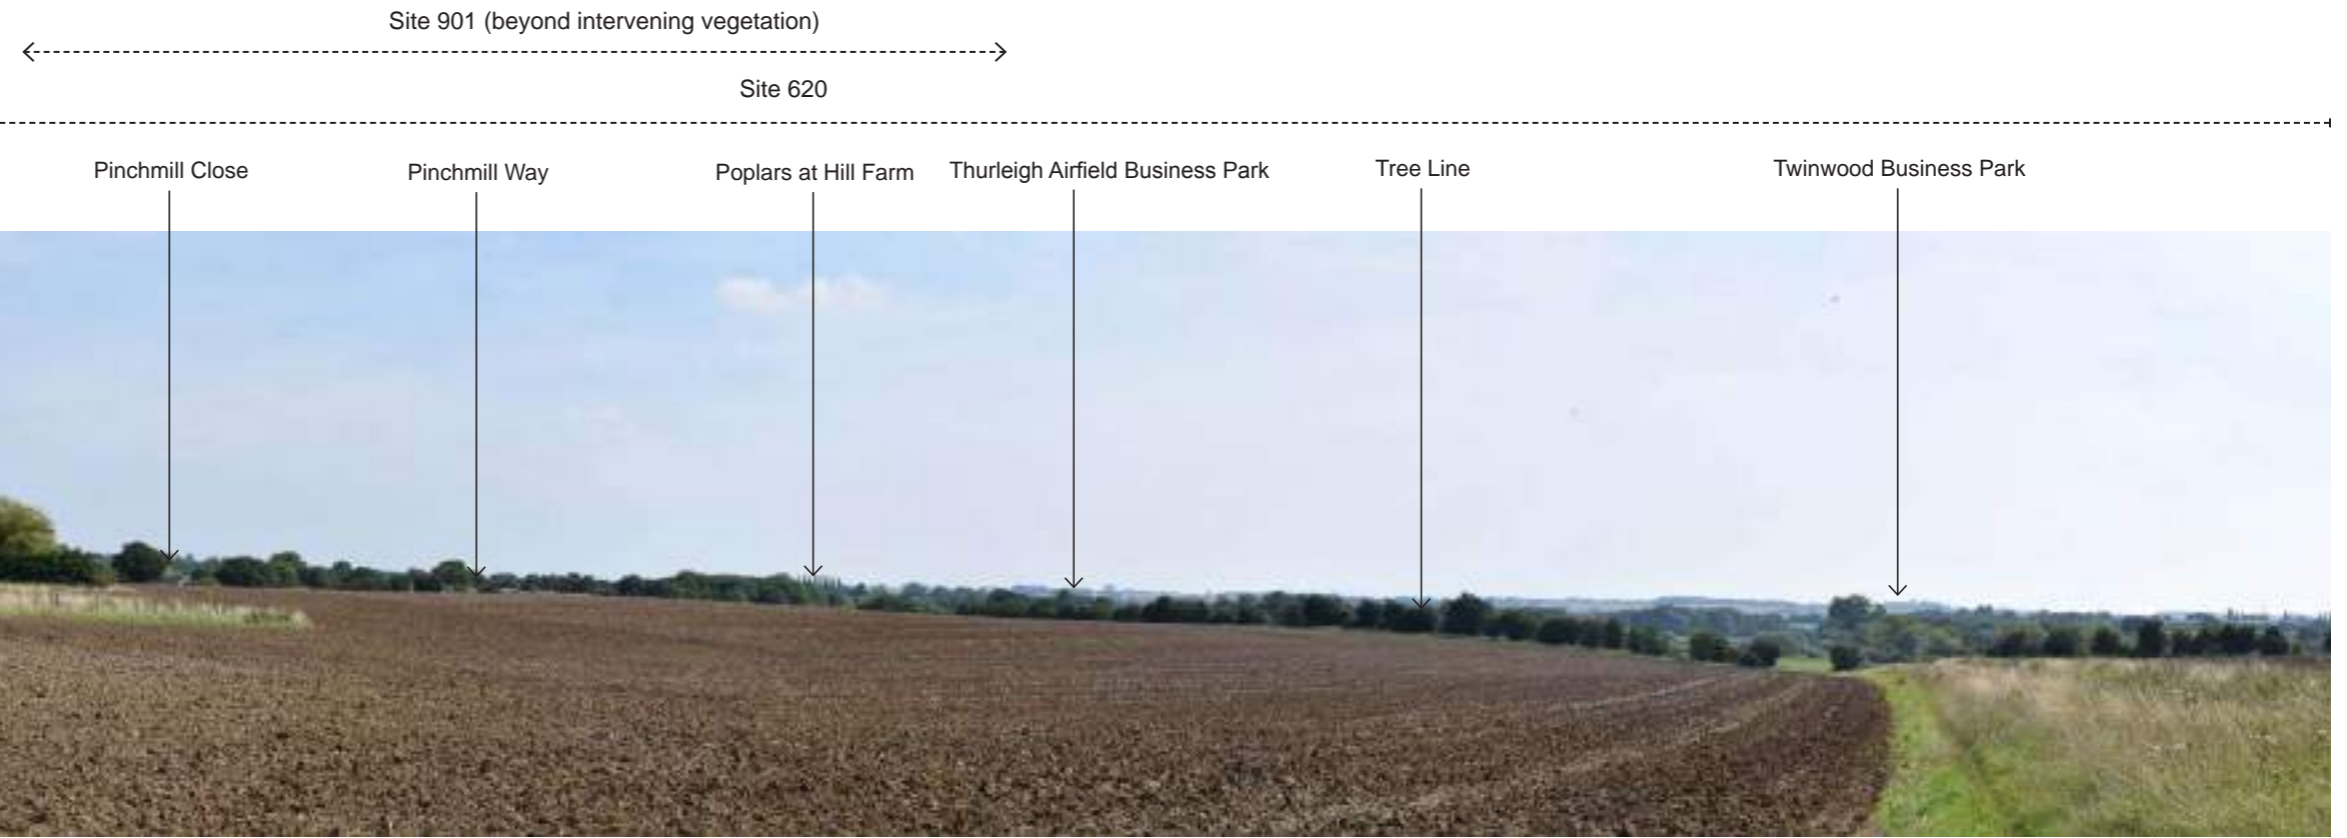 Site 901 (beyond intervening vegetation)
Site 620
Pinchmill Close
Pinchmill Way
Poplars at Hill Farm
Thurleigh Airfield Business Park
Tree Line
Twinwood Business Park